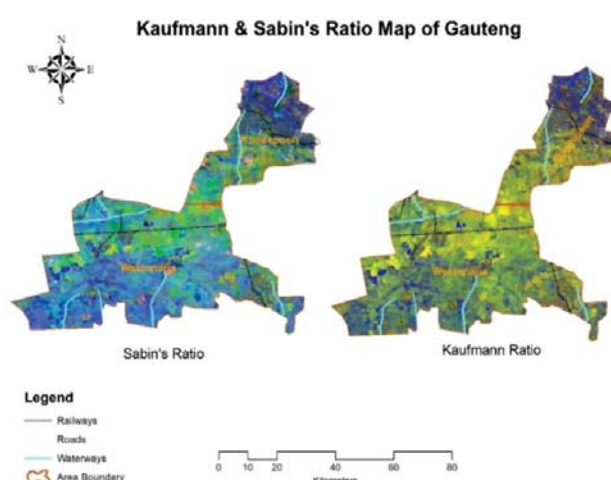 Kaufmann & Sabin's Ratio Map of Gauteng
N
W E
S
Sabin's Ratio
Kaufmann Ratio
Legend
Railways
Roads
Waterways
Area Boundary
0 10 20 40 60 80
Kilometers